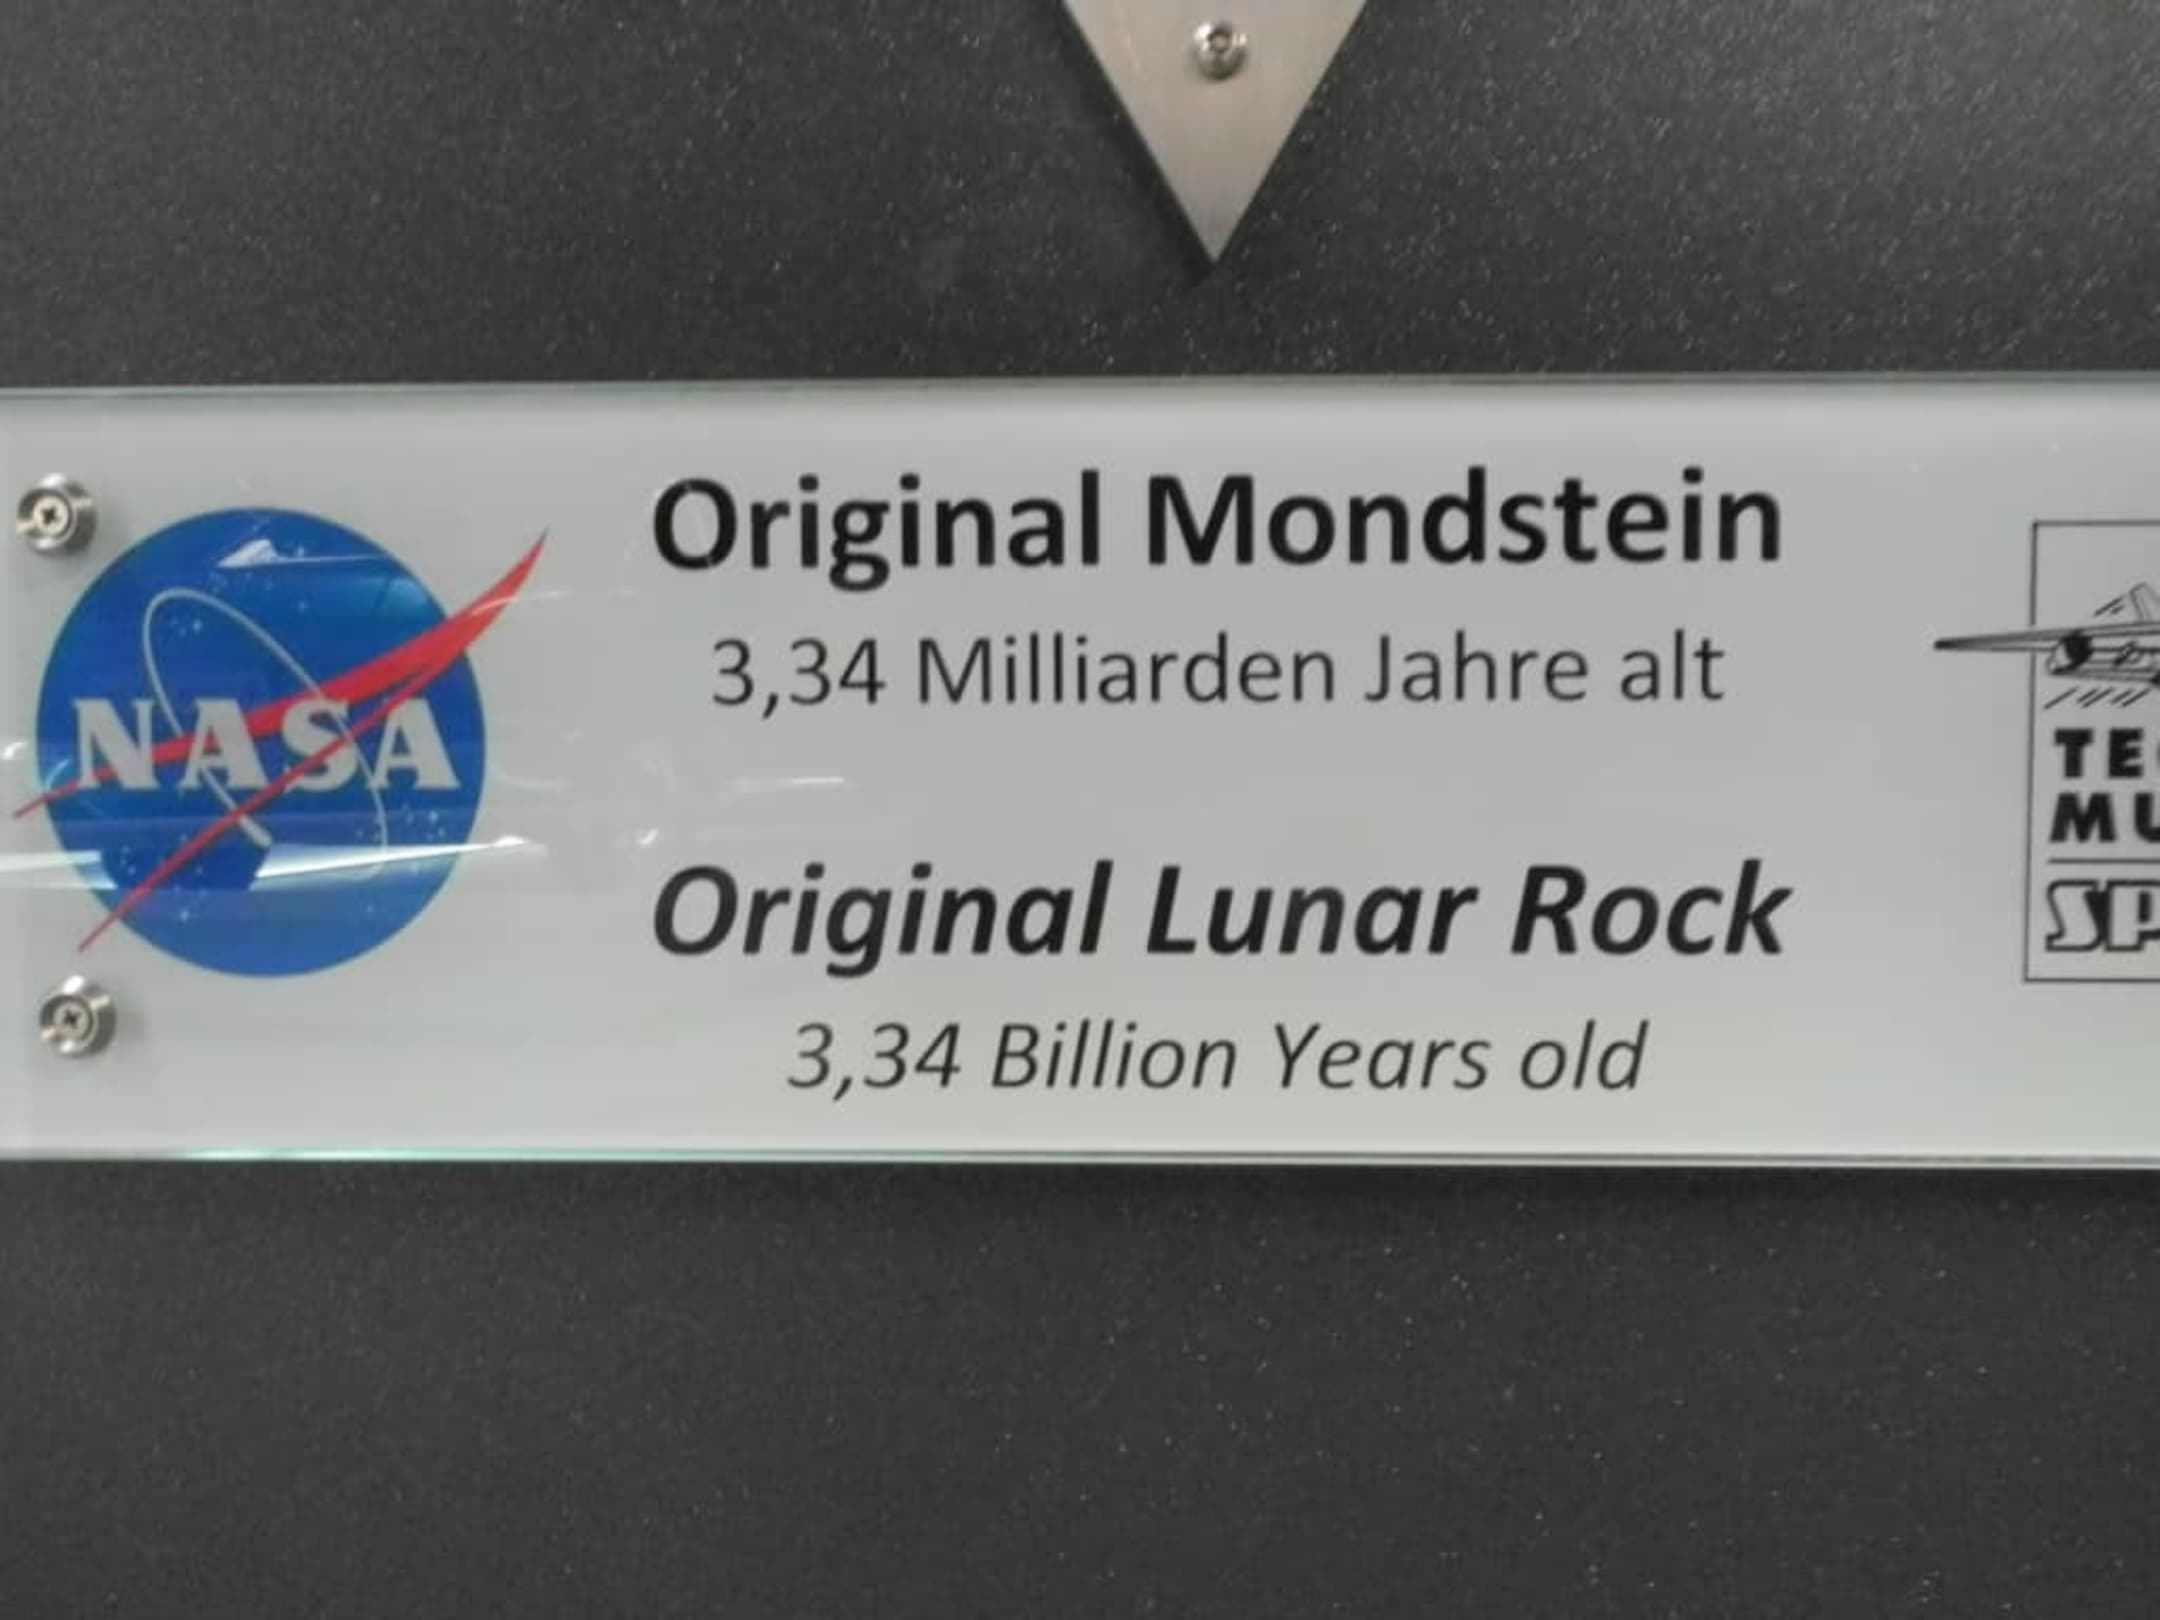 NASA
Original Mondstein
3,34 Milliarden Jahre alt
Original Lunar Rock
3,34 Billion Years old